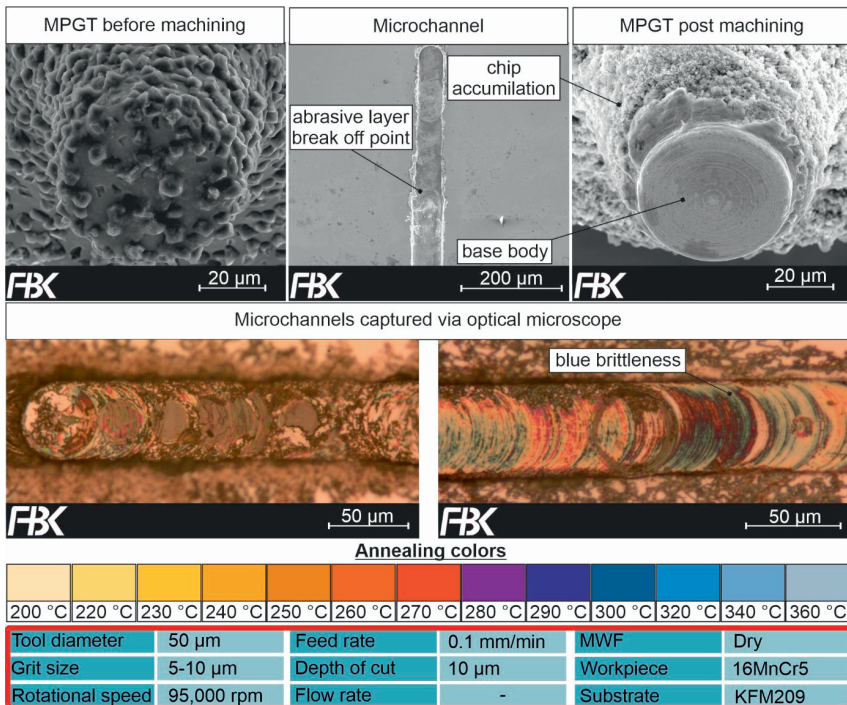 MPGT before machining
Microchannel
MPGT post machining
chip
accumilation
abrasive layer
break off point
base body
FBK
20 µm
FBK
200 µm
FBK
20 µm
Microchannels captured via optical microscope
blue brittleness
FBK
50 µm
FBK
50 µm
Annealing colors
200 °C 220 °C 230 °C 240 °C 250 °C 260 °C 270 °C 280 °C 290 °C 300 °C 320 °C 340 °C 360 °C
Tool diameter 50 µm Feed rate 0.1 mm/min MWF Dry
Grit size 5-10 µm Depth of cut 10 µm Workpiece 16MnCr5
Rotational speed 95,000 rpm Flow rate - Substrate KFM209